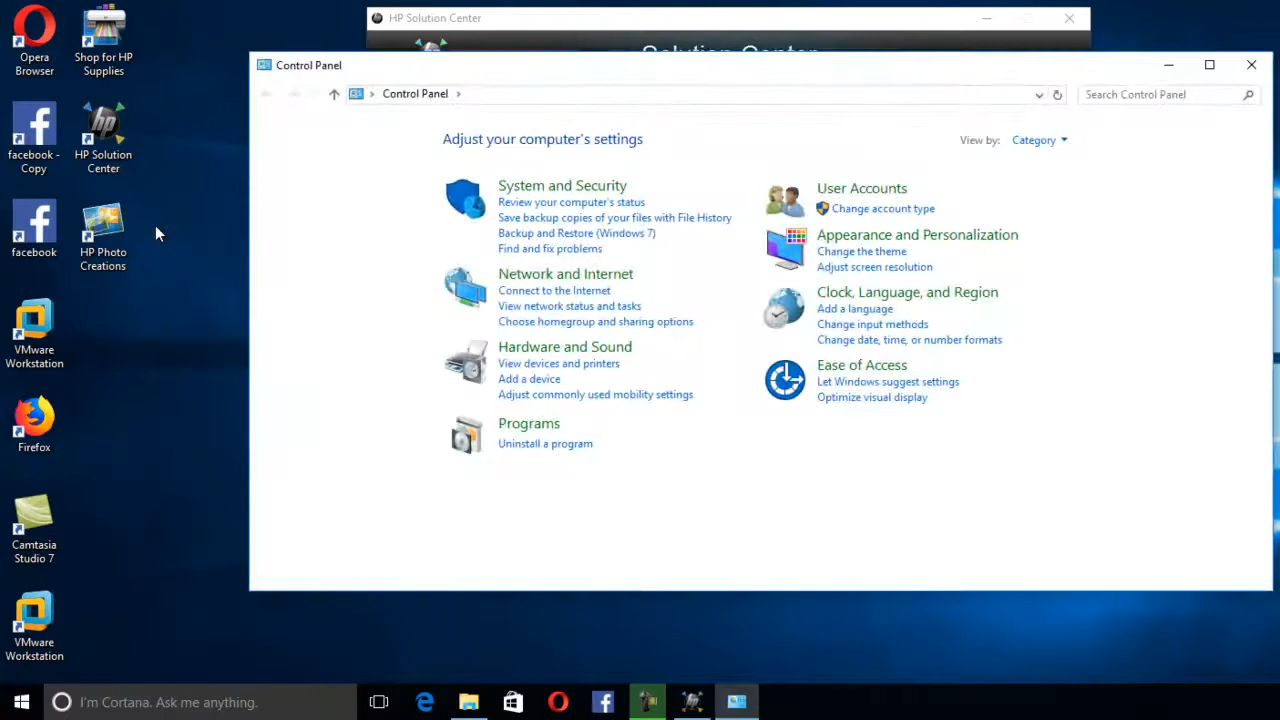 Opera
Browser
Shop for HP
Supplies
facebook -
Copy
hp
HP Solution
Center
facebook
HP Photo
Creations
VMware
Workstation
Firefox
Camtasia
Studio 7
VMware
Workstation
HP Solution Center
Solution Center
Control Panel
Control Panel
Search Control Panel
Adjust your computer's settings
View by: Category
System and Security
Review your computer's status
Save backup copies of your files with File History
Backup and Restore (Windows 7)
Find and fix problems
Network and Internet
Connect to the Internet
View network status and tasks
Choose homegroup and sharing options
Hardware and Sound
View devices and printers
Add a device
Adjust commonly used mobility settings
Programs
Uninstall a program
User Accounts
Change account type
Appearance and Personalization
Change the theme
Adjust screen resolution
Clock, Language, and Region
Add a language
Change input methods
Change date, time, or number formats
Ease of Access
Let Windows suggest settings
Optimize visual display
I'm Cortana. Ask me anything.